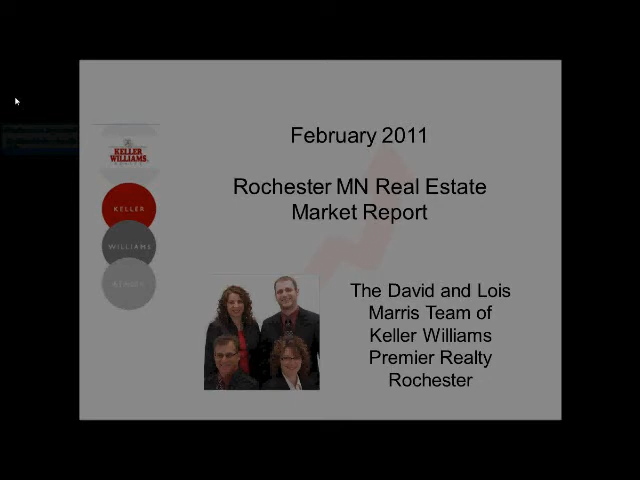 February 2011
Rochester MN Real Estate
Market Report
KELLER
WILLIAMS
KELLER
WILLIAMS
REALTY
The David and Lois
Marris Team of
Keller Williams
Premier Realty
Rochester